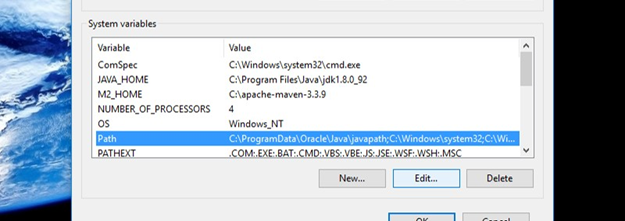 System variables
Variable Value
ComSpec C:\Windows\system32\cmd.exe
JAVA_HOME C:\Program Files\Java\jdk1.8.0_92
M2_HOME C:\apache-maven-3.3.9
NUMBER_OF_PROCESSORS 4
OS Windows_NT
Path C:\ProgramData\Oracle\Java\javapath;C:\Windows\system32;C:\Wi...
PATHEXT .COM;.EXE;.BAT;.CMD;.VBS;.VBE;.JS;.JSE;.WSF;.WSH;.MSC
New... Edit... Delete
OK Cancel